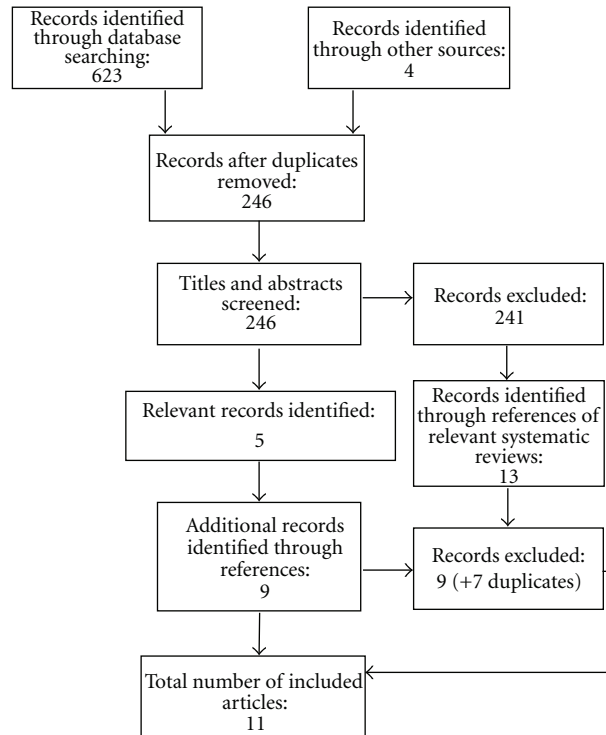 Records identified
through database
searching:
623
Records identified
through other sources:
4
Records after duplicates
removed:
246
Titles and abstracts
screened:
246
Records excluded:
241
Relevant records identified:
5
Records identified
through references of
relevant systematic
reviews:
13
Additional records
identified through
references:
9
Records excluded:
9 (+7 duplicates)
Total number of included
articles:
11